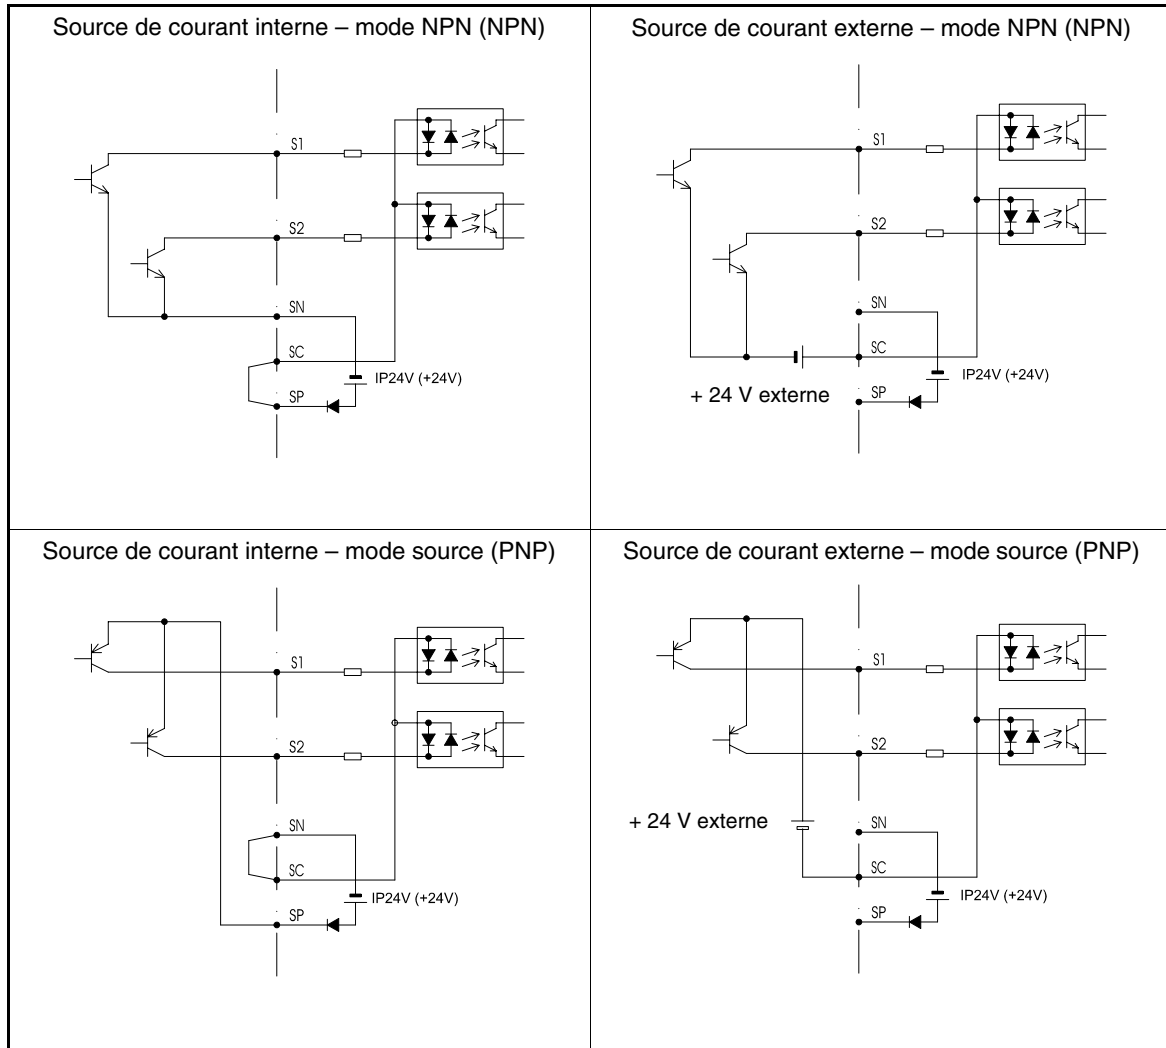 Source de courant interne – mode NPN (NPN)
S1
S2
SN
SC
IP24V (+24V)
SP
Source de courant externe – mode NPN (NPN)
S1
S2
SN
SC
IP24V (+24V)
+ 24 V externe
SP
Source de courant interne – mode source (PNP)
S1
S2
SN
SC
IP24V (+24V)
SP
Source de courant externe – mode source (PNP)
S1
S2
+ 24 V externe
SN
SC
IP24V (+24V)
SP